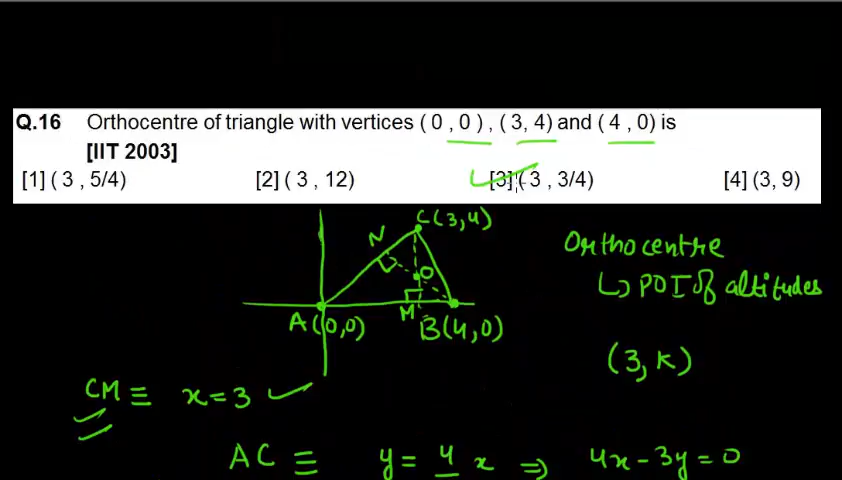 Q.16 Orthocentre of triangle with vertices ( 0 , 0 ) , ( 3, 4) and ( 4 , 0) is
[IIT 2003]
[1] ( 3 , 5/4) [2] ( 3 , 12) [3] ( 3 , 3/4) [4] (3, 9)
C(3,4)
N
Orthocentre
O
↳ POI of altitudes
M
A(0,0) B(4,0)
(3, K)
CM ≡ x = 3
AC ≡ y = 4 x ⇒ 4x - 3y = 0